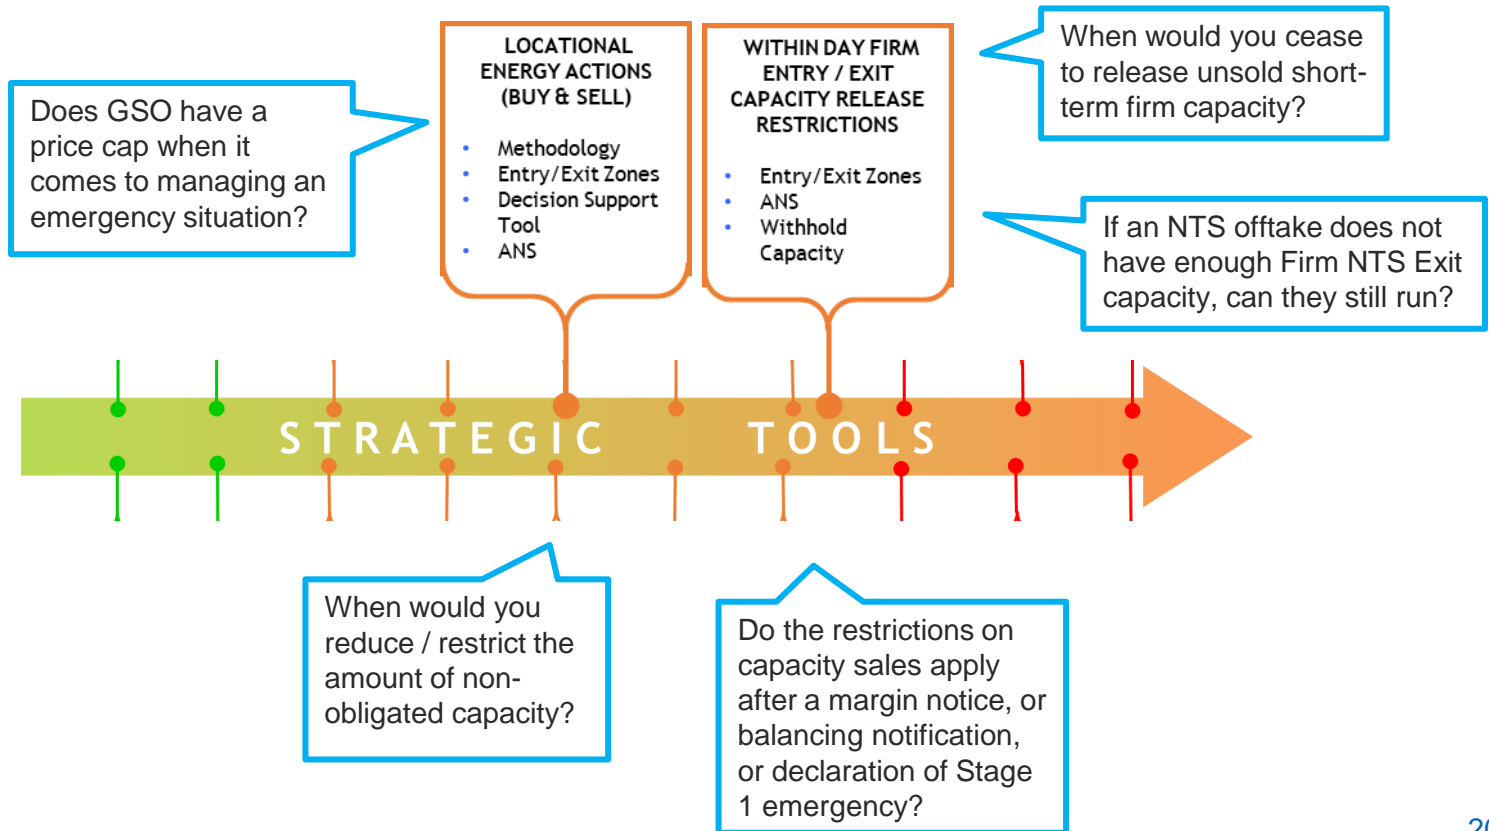 LOCATIONAL
ENERGY ACTIONS
(BUY & SELL)
• Methodology
• Entry/Exit Zones
• Decision Support
Tool
• ANS
WITHIN DAY FIRM
ENTRY / EXIT
CAPACITY RELEASE
RESTRICTIONS
• Entry/Exit Zones
• ANS
• Withhold
Capacity
When would you cease
to release unsold short-
term firm capacity?
Does GSO have a
price cap when it
comes to managing an
emergency situation?
If an NTS offtake does not
have enough Firm NTS Exit
capacity, can they still run?
STRATEGIC TOOLS
When would you
reduce / restrict the
amount of non-
obligated capacity?
Do the restrictions on
capacity sales apply
after a margin notice, or
balancing notification,
or declaration of Stage
1 emergency?